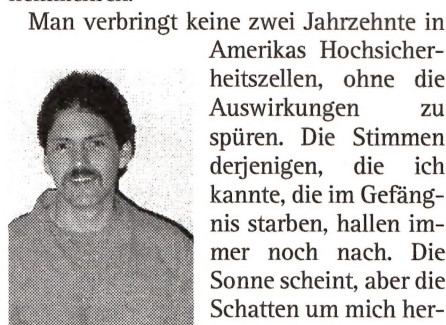 Man verbringt keine zwei Jahrzehnte in
Amerikas Hochsicher-
heitszellen, ohne die
Auswirkungen zu
spüren. Die Stimmen
derjenigen, die ich
kannte, die im Gefäng-
nis starben, hallen im-
mer noch nach. Die
Sonne scheint, aber die
Schatten um mich her-